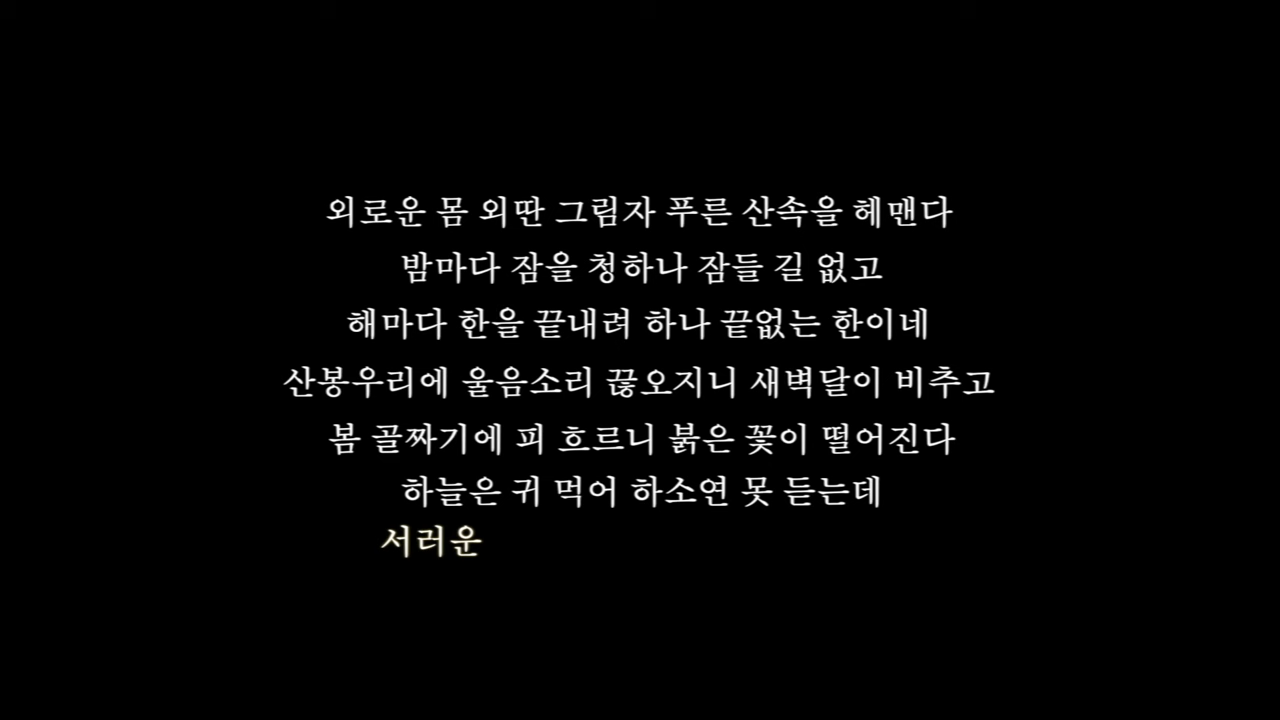 외로운 몸 외딴 그림자 푸른 산속을 헤맨다
밤마다 잠을 청하나 잠들 길 없고
해마다 한을 끝내려 하나 끝없는 한이네
산봉우리에 울음소리 끊오지니 새벽달이 비추고
봄 골짜기에 피 흐르니 붉은 꽃이 떨어진다
하늘은 귀 먹어 하소연 못 듣는데
서러운